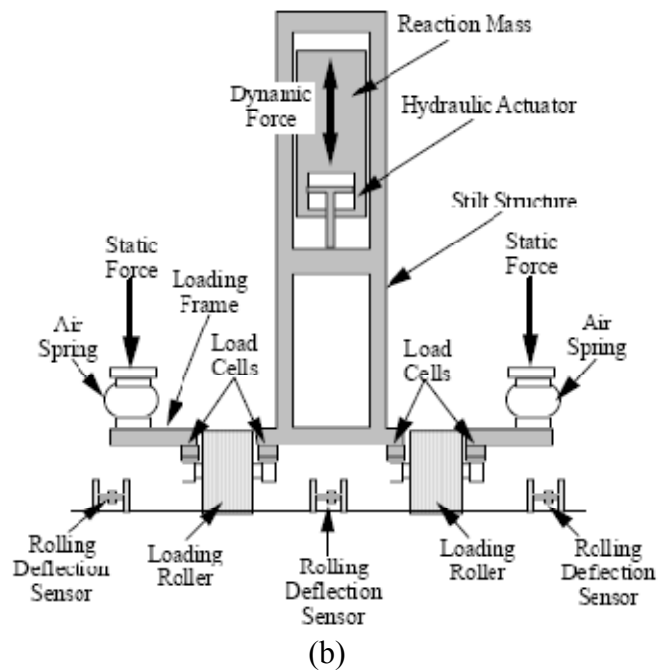 Reaction Mass
Dynamic
Force
Hydraulic Actuator
Stilt Structure
Static
Force
Loading
Frame
Air
Spring
Load
Cells
Load
Cells
Static
Force
Air
Spring
Rolling
Deflection
Sensor
Loading
Roller
Rolling
Deflection
Sensor
Loading
Roller
Rolling
Deflection
Sensor
(b)